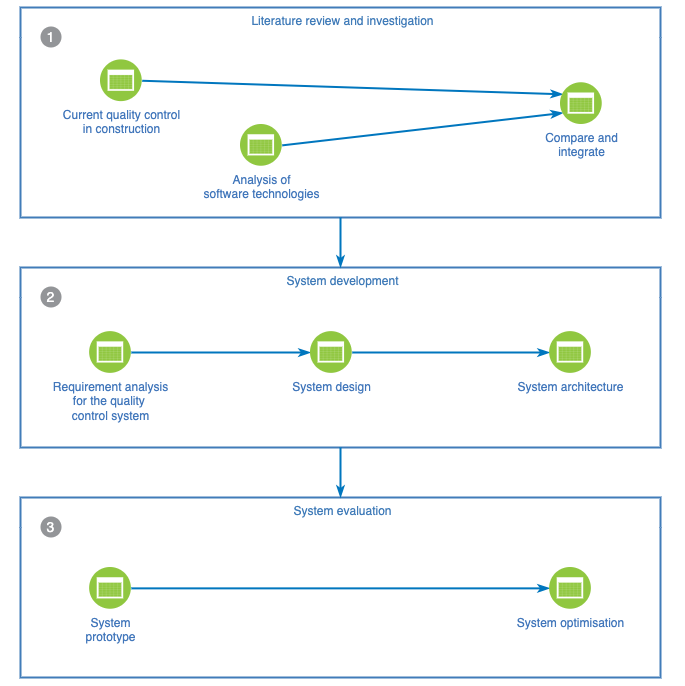 Literature review and investigation
1
Current quality control
in construction
Analysis of
software technologies
Compare and
integrate
System development
2
Requirement analysis
for the quality
control system
System design
System architecture
System evaluation
3
System
prototype
System optimisation